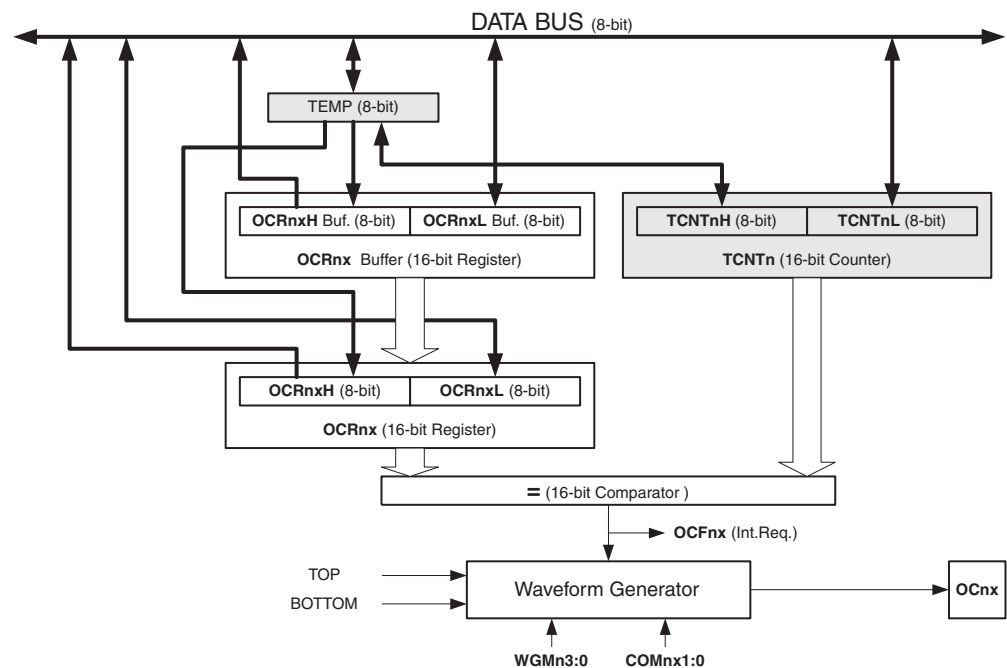 DATA BUS (8-bit)
TEMP (8-bit)
OCRnxH Buf. (8-bit) OCRnxL Buf. (8-bit)
OCRnx Buffer (16-bit Register)
TCNTnH (8-bit) TCNTnL (8-bit)
TCNTn (16-bit Counter)
OCRnxH (8-bit) OCRnxL (8-bit)
OCRnx (16-bit Register)
= (16-bit Comparator )
OCFnx (Int.Req.)
TOP
BOTTOM
Waveform Generator
OCnx
WGMn3:0 COMnx1:0